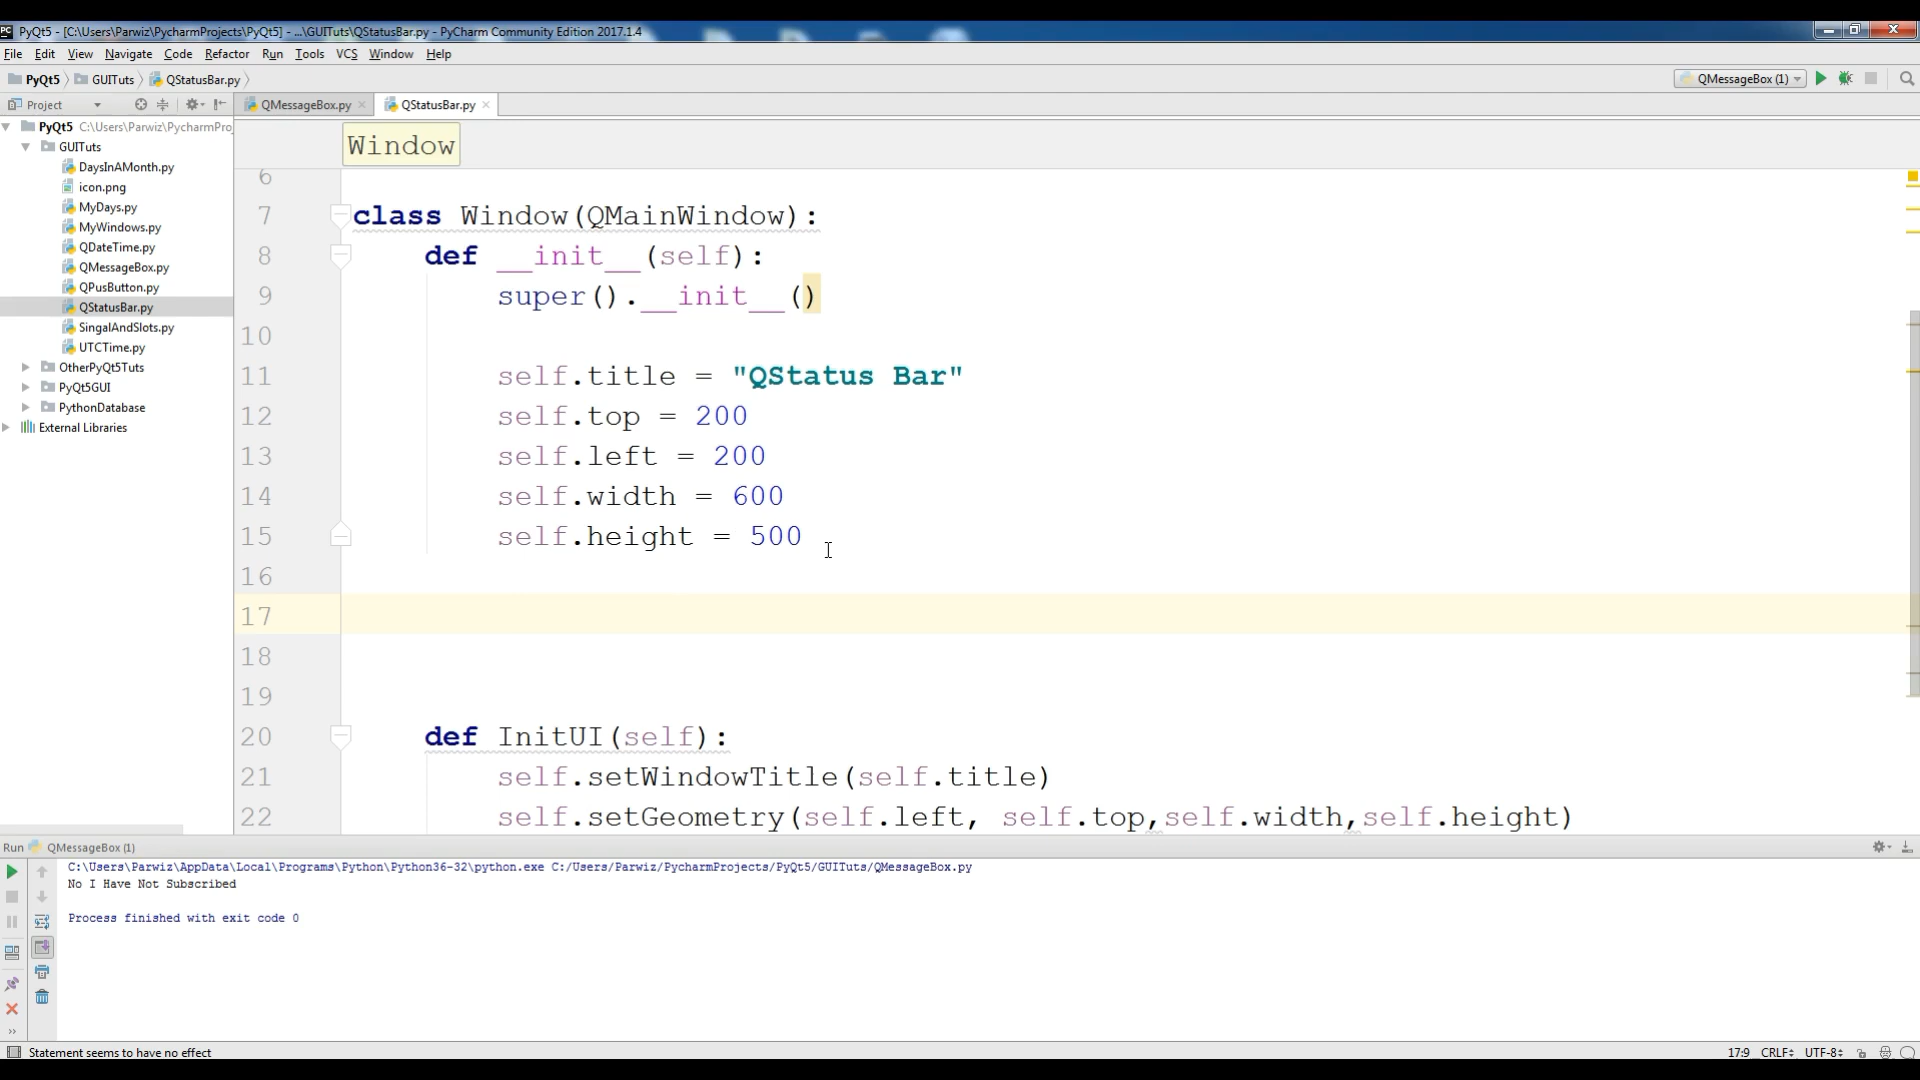 PyQt5 - [C:\Users\Parwiz\PycharmProjects\PyQt5] - ...\GUITuts\QStatusBar.py - PyCharm Community Edition 2017.1.4
File Edit View Navigate Code Refactor Run Tools VCS Window Help
PyQt5 GUITuts QStatusBar.py QMessageBox (1)
Project QMessageBox.py QStatusBar.py
PyQt5 C:\Users\Parwiz\PycharmPro
GUITuts
DaysInAMonth.py
icon.png
MyDays.py
MyWindows.py
QDateTime.py
QMessageBox.py
QPusButton.py
QStatusBar.py
SingalAndSlots.py
UTCTime.py
OtherPyQt5Tuts
PyQt5GUI
PythonDatabase
External Libraries
Window
6
7 class Window(QMainWindow):
8 def __init__(self):
9 super().__init__()
10
11 self.title = "QStatus Bar"
12 self.top = 200
13 self.left = 200
14 self.width = 600
15 self.height = 500
16
17
18
19
20 def InitUI(self):
21 self.setWindowTitle(self.title)
22 self.setGeometry(self.left, self.top,self.width,self.height)
Run QMessageBox (1)
C:\Users\Parwiz\AppData\Local\Programs\Python\Python36-32\python.exe C:/Users/Parwiz/PycharmProjects/PyQt5/GUITuts/QMessageBox.py
No I Have Not Subscribed
Process finished with exit code 0
Statement seems to have no effect 17:9 CRLF UTF-8